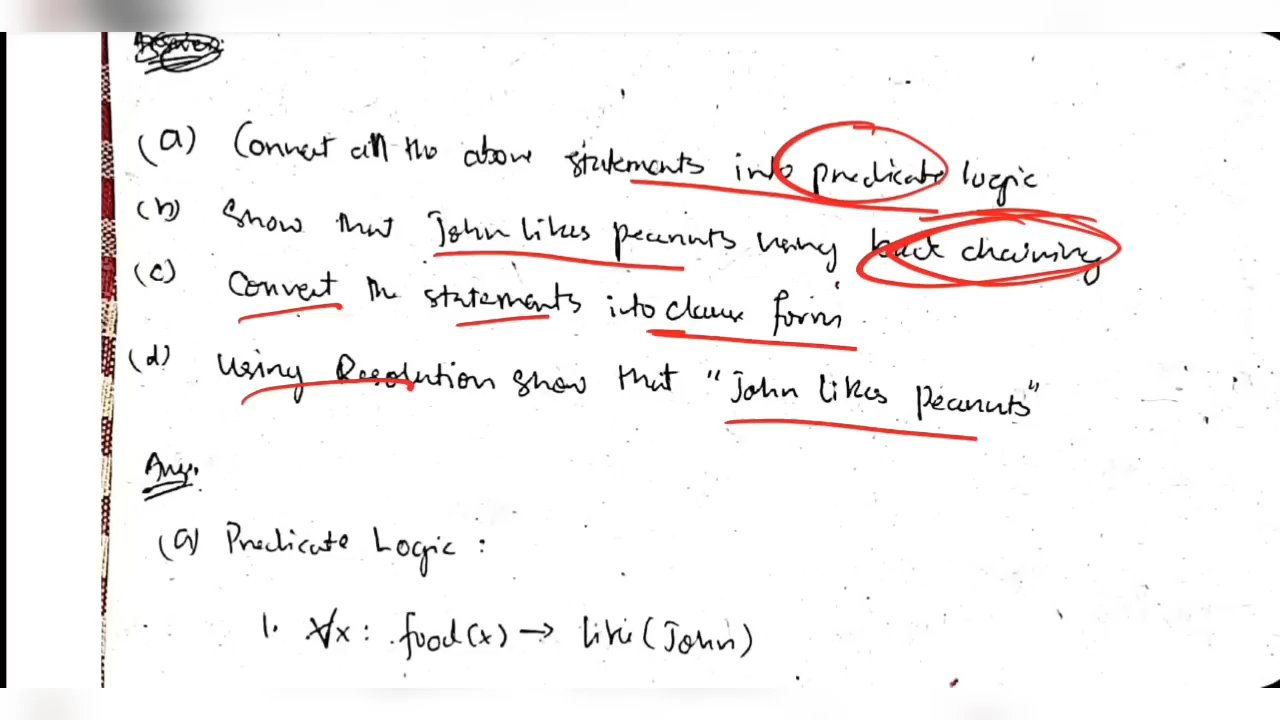 (a) Convert all the above statements into predicate logic
(b) Show that John likes peanuts using back chaining
(c) Convert the statements into clause form
(d) Using Resolution show that "John likes Peanuts"
Ans.
(a) Predicate Logic :
1. ∀x : food(x) → like (John)